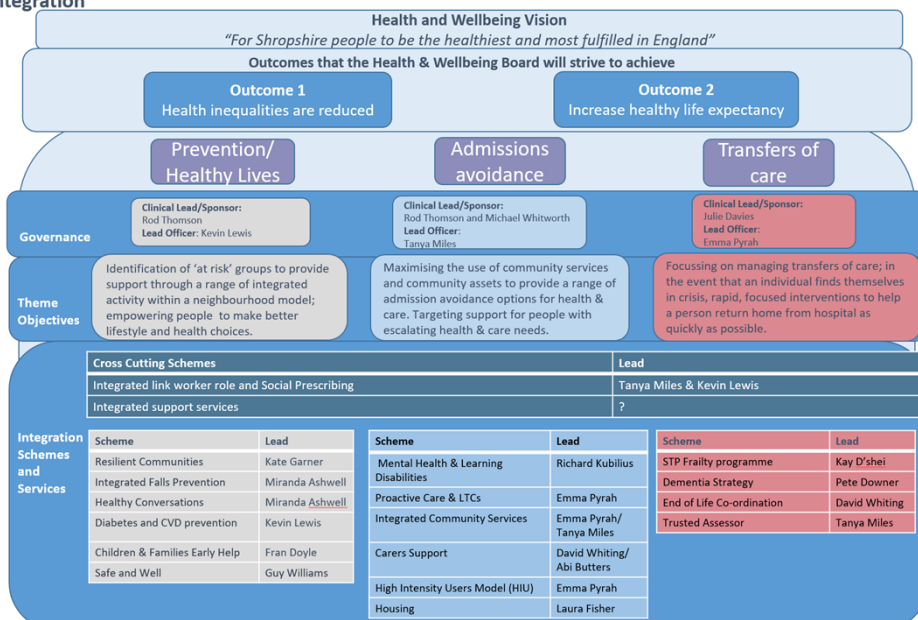 ntegration
Health and Wellbeing Vision
“For Shropshire people to be the healthiest and most fulfilled in England”
Outcomes that the Health & Wellbeing Board will strive to achieve
Outcome 1
Health inequalities are reduced
Outcome 2
Increase healthy life expectancy
Prevention/
Healthy Lives
Admissions
avoidance
Transfers of
care
Governance
Clinical Lead/Sponsor:
Rod Thomson
Lead Officer: Kevin Lewis
Clinical Lead/Sponsor:
Rod Thomson and Michael Whitworth
Lead Officer:
Tanya Miles
Clinical Lead/Sponsor:
Julie Davies
Lead Officer:
Emma Pyrah
Theme
Objectives
Identification of ‘at risk’ groups to provide
support through a range of integrated
activity within a neighbourhood model;
empowering people to make better
lifestyle and health choices.
Maximising the use of community services
and community assets to provide a range of
admission avoidance options for health &
care. Targeting support for people with
escalating health & care needs.
Focussing on managing transfers of care; in
the event that an individual finds themselves
in crisis, rapid, focused interventions to help
a person return home from hospital as
quickly as possible.
Integration
Schemes
and
Services
Cross Cutting Schemes Lead
Integrated link worker role and Social Prescribing Tanya Miles & Kevin Lewis
Integrated support services ?
Scheme Lead
Resilient Communities Kate Garner
Integrated Falls Prevention Miranda Ashwell
Healthy Conversations Miranda Ashwell
Diabetes and CVD prevention Kevin Lewis
Children & Families Early Help Fran Doyle
Safe and Well Guy Williams
Scheme Lead
Mental Health & Learning Richard Kubilius
Disabilities
Proactive Care & LTCs Emma Pyrah
Integrated Community Services Emma Pyrah/
Tanya Miles
Carers Support David Whiting/
Abi Butters
High Intensity Users Model (HIU) Emma Pyrah
Housing Laura Fisher
Scheme Lead
STP Frailty programme Kay D’shei
Dementia Strategy Pete Downer
End of Life Co-ordination David Whiting
Trusted Assessor Tanya Miles